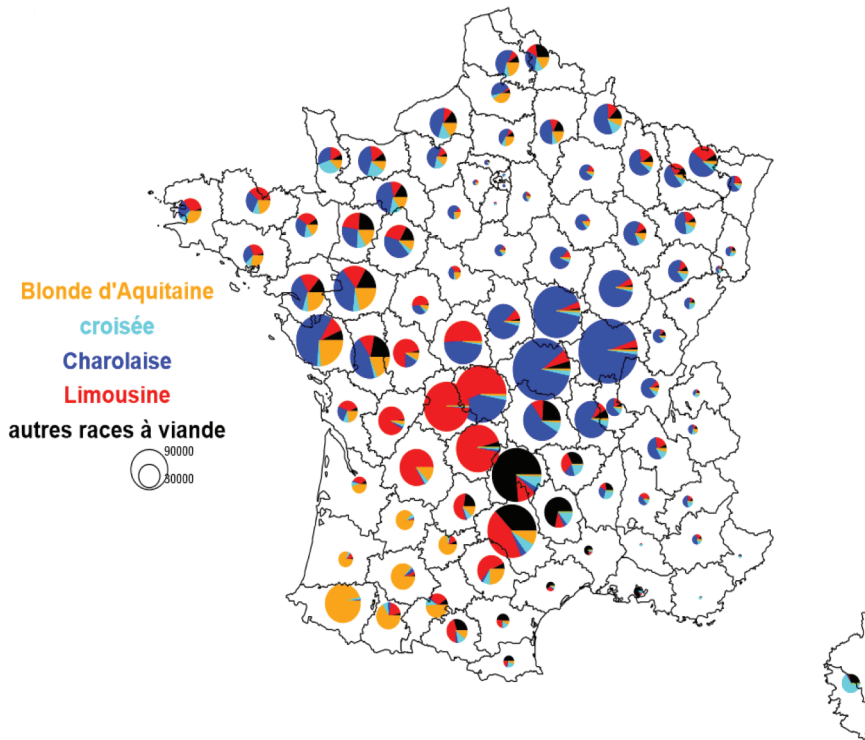 Blonde d'Aquitaine
croisée
Charolaise
Limousine
autres races à viande
90000
30000